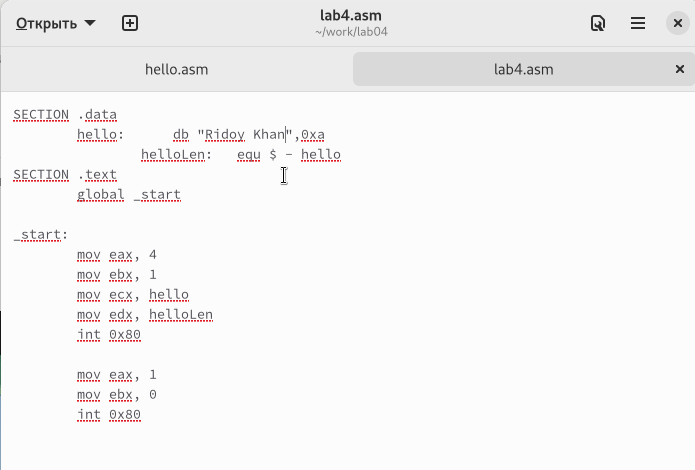 Открыть
lab4.asm
~/work/lab04
hello.asm
lab4.asm
SECTION .data
hello: db "Ridoy Khan",0xa
helloLen: equ $ - hello
SECTION .text
global _start
_start:
mov eax, 4
mov ebx, 1
mov ecx, hello
mov edx, helloLen
int 0x80
mov eax, 1
mov ebx, 0
int 0x80